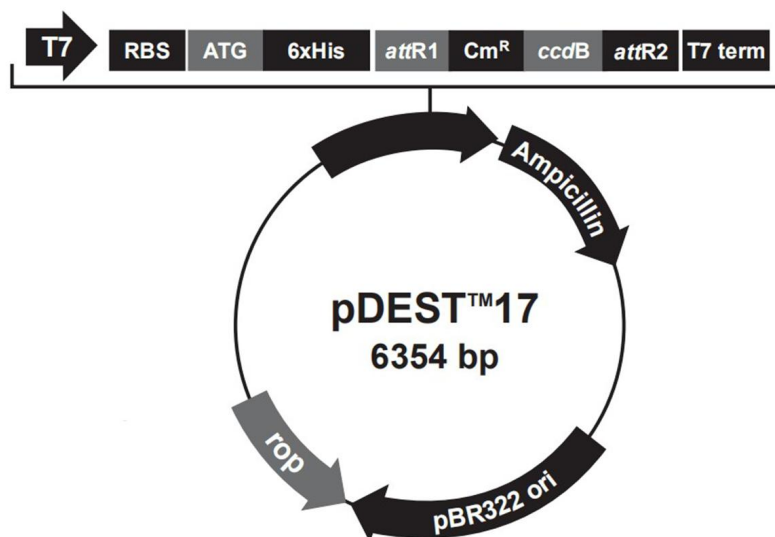 T7 RBS ATG 6xHis attR1 CmR ccdB attR2 T7 term
Ampicillin
pDEST™17
6354 bp
rop
pBR322 ori